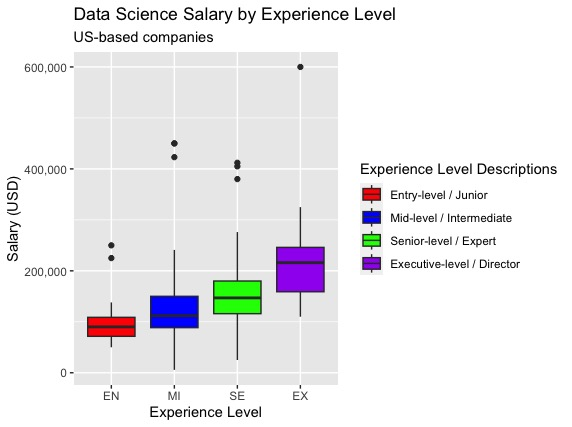 Data Science Salary by Experience Level
US-based companies
Salary (USD)
600,000
400,000
200,000
0
EN MI SE EX
Experience Level
Experience Level Descriptions
Entry-level / Junior
Mid-level / Intermediate
Senior-level / Expert
Executive-level / Director